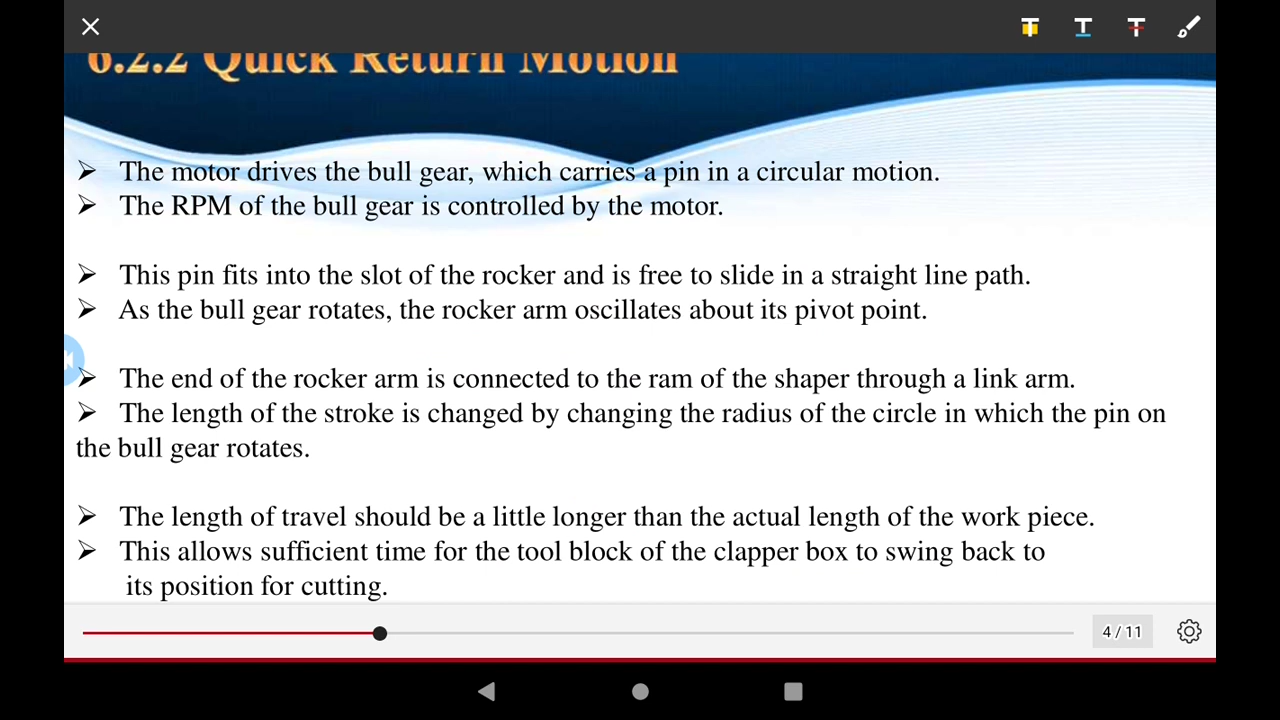 6.2.2 Quick Return Motion
➢ The motor drives the bull gear, which carries a pin in a circular motion.
➢ The RPM of the bull gear is controlled by the motor.
➢ This pin fits into the slot of the rocker and is free to slide in a straight line path.
➢ As the bull gear rotates, the rocker arm oscillates about its pivot point.
➢ The end of the rocker arm is connected to the ram of the shaper through a link arm.
➢ The length of the stroke is changed by changing the radius of the circle in which the pin on
the bull gear rotates.
➢ The length of travel should be a little longer than the actual length of the work piece.
➢ This allows sufficient time for the tool block of the clapper box to swing back to
its position for cutting.
4 / 11